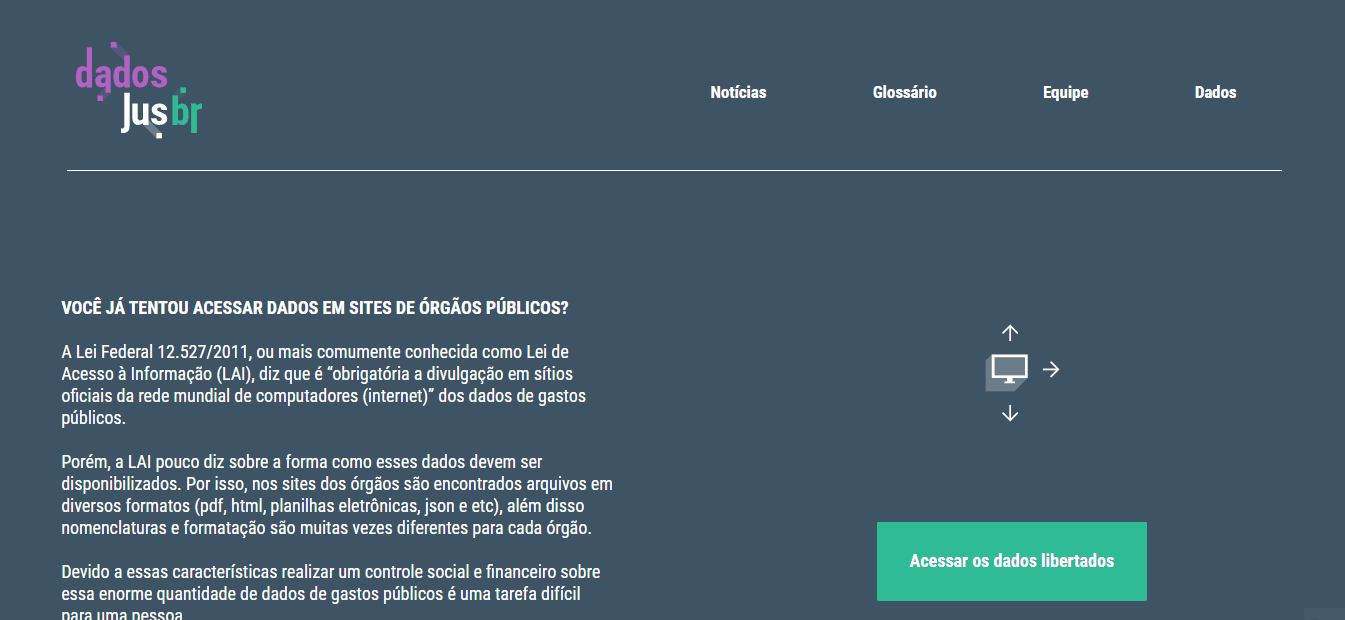 dados
Jusbr
Notícias
Glossário
Equipe
Dados
VOCÊ JÁ TENTOU ACESSAR DADOS EM SITES DE ÓRGÃOS PÚBLICOS?
A Lei Federal 12.527/2011, ou mais comumente conhecida como Lei de
Acesso à Informação (LAI), diz que é “obrigatória a divulgação em sítios
oficiais da rede mundial de computadores (internet)” dos dados de gastos
públicos.
Porém, a LAI pouco diz sobre a forma como esses dados devem ser
disponibilizados. Por isso, nos sites dos órgãos são encontrados arquivos em
diversos formatos (pdf, html, planilhas eletrônicas, json e etc), além disso
nomenclaturas e formatação são muitas vezes diferentes para cada órgão.
Devido a essas características realizar um controle social e financeiro sobre
essa enorme quantidade de dados de gastos públicos é uma tarefa difícil
para uma pessoa
Acessar os dados libertados